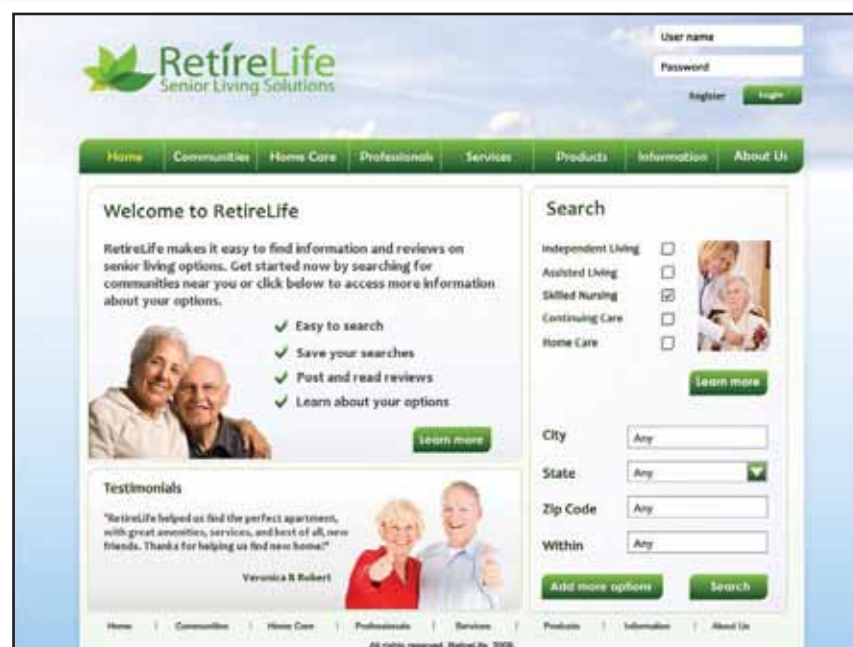 RetireLife
Senior Living Solutions
User name
Password
Register
Login
Home
Communities
Home Care
Professionals
Services
Products
Information
About Us
Welcome to RetireLife
RetireLife makes it easy to find information and reviews on
senior living options. Get started now by searching for
communities near you or click below to access more information
about your options.
Easy to search
Save your searches
Post and read reviews
Learn about your options
Learn more
Testimonials
"RetireLife helped us find the perfect apartment,
with great amenities, services, and best of all, new
friends. Thanks for helping us find new home!"
Veronica & Robert
Search
Independent Living
Assisted Living
Skilled Nursing
Continuing Care
Home Care
Learn more
City
Any
State
Any
Zip Code
Any
Within
Any
Add more options
Search
Home | Communities | Home Care | Professionals | Services | Products | Information | About Us
All rights reserved. RetireLife, 2008.